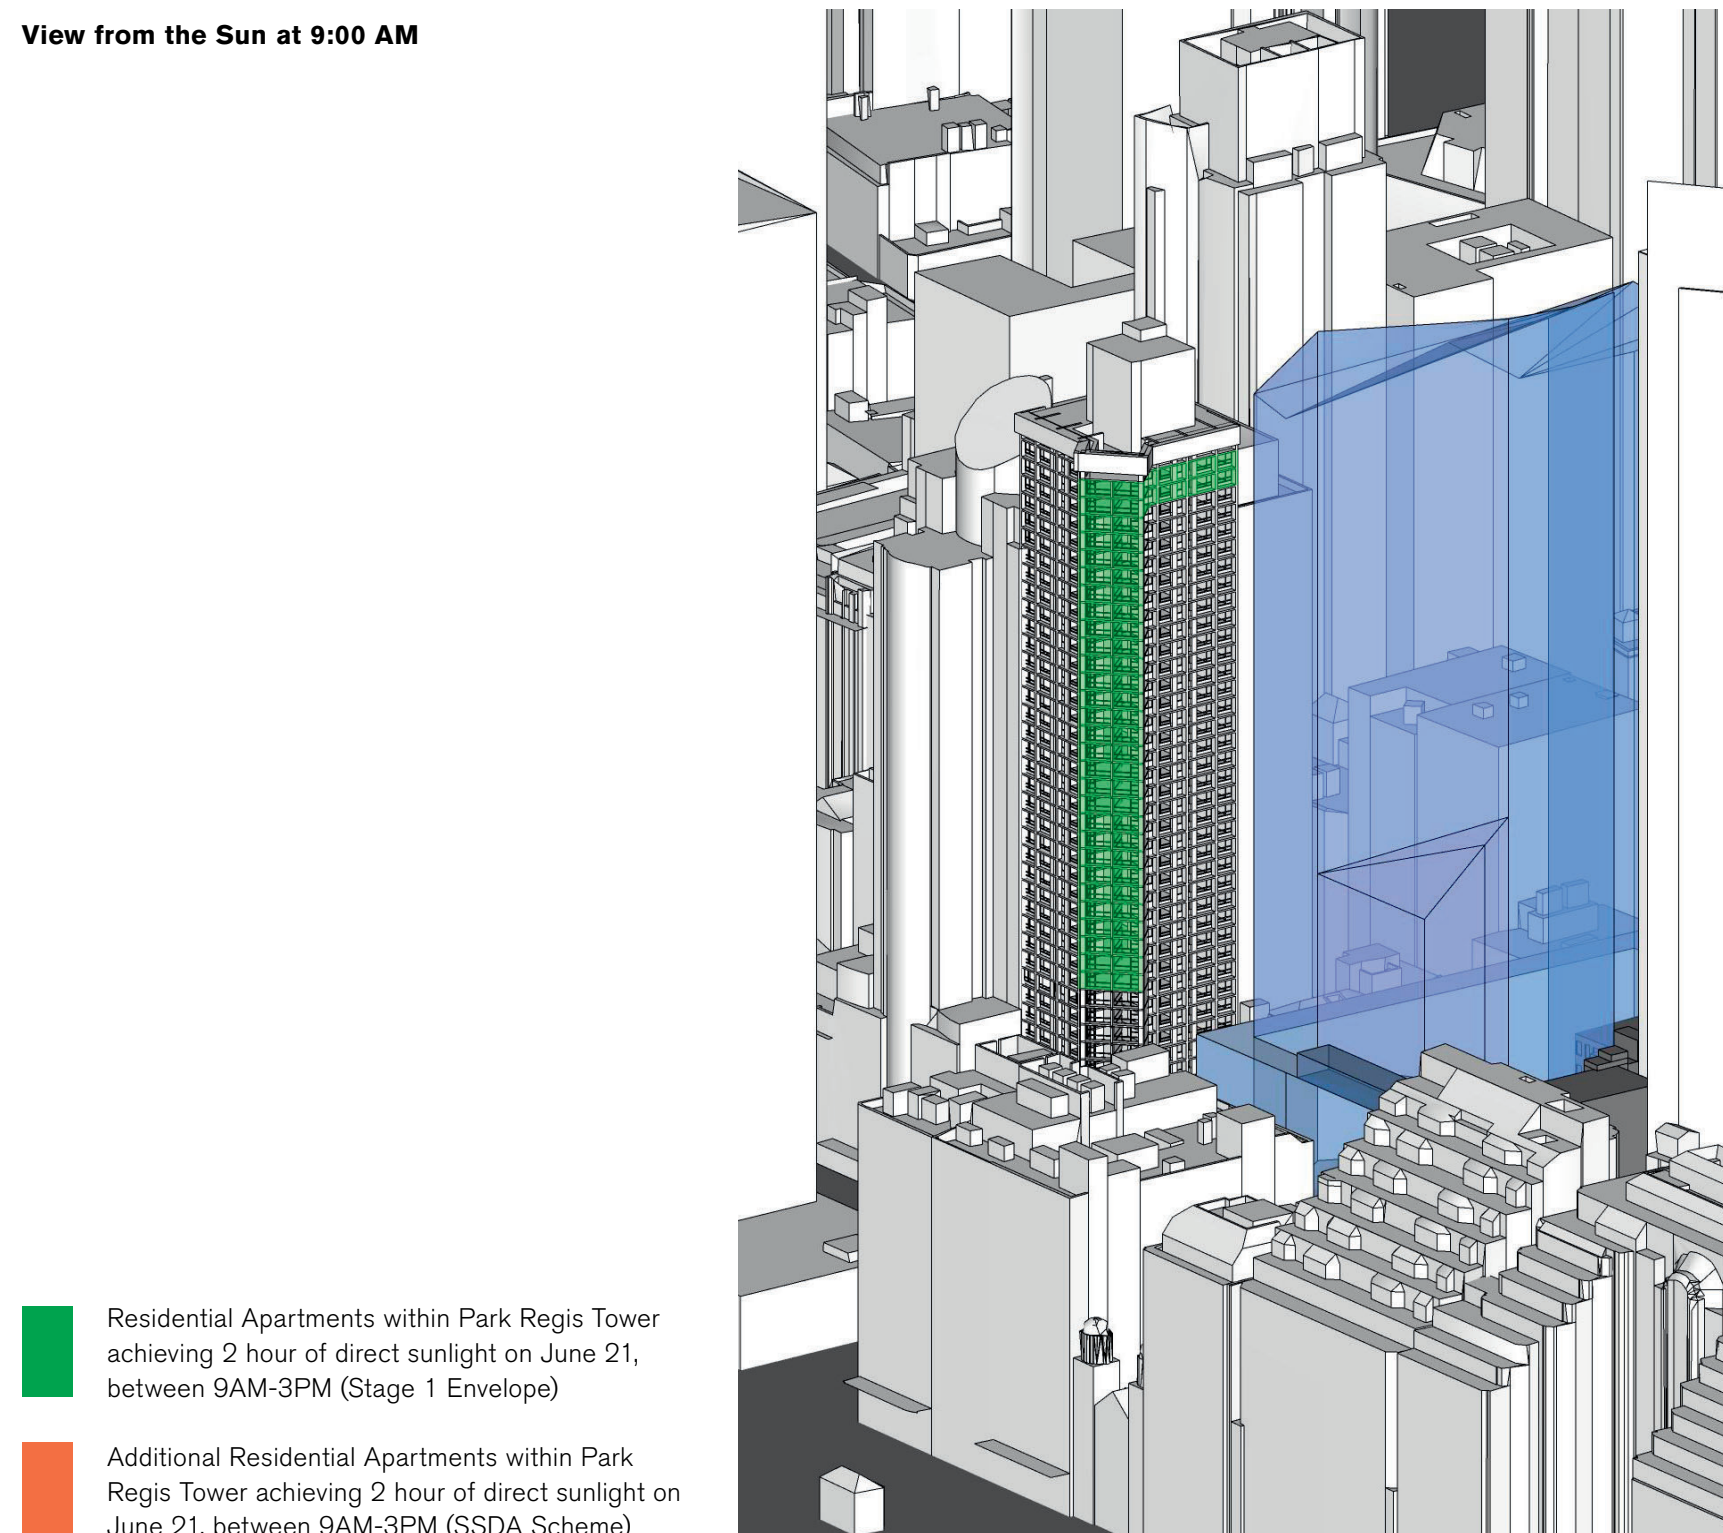 View from the Sun at 9:00 AM
Residential Apartments within Park Regis Tower
achieving 2 hour of direct sunlight on June 21,
between 9AM-3PM (Stage 1 Envelope)
Additional Residential Apartments within Park
Regis Tower achieving 2 hour of direct sunlight on
June 21, between 9AM-3PM (SSDA Scheme)